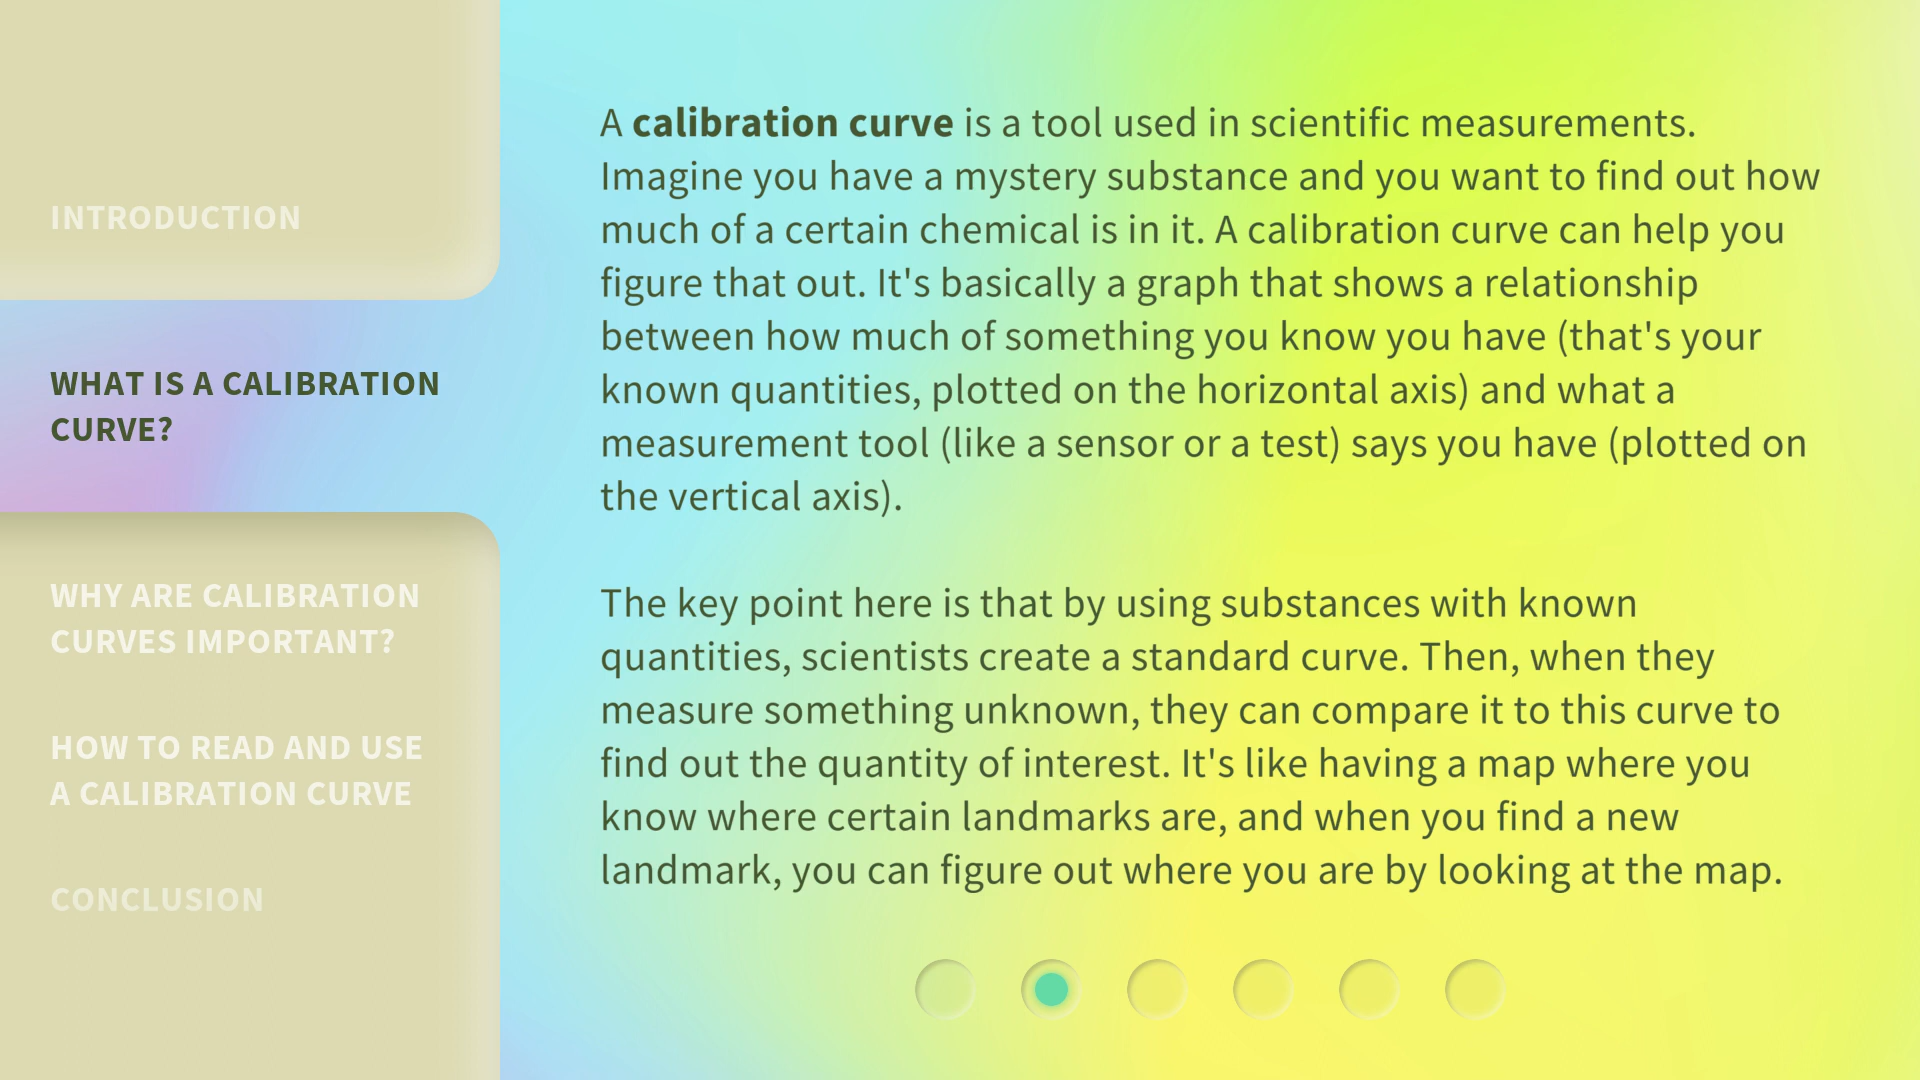 INTRODUCTION
WHAT IS A CALIBRATION
CURVE?
WHY ARE CALIBRATION
CURVES IMPORTANT?
HOW TO READ AND USE
A CALIBRATION CURVE
CONCLUSION
A calibration curve is a tool used in scientific measurements.
Imagine you have a mystery substance and you want to find out how
much of a certain chemical is in it. A calibration curve can help you
figure that out. It's basically a graph that shows a relationship
between how much of something you know you have (that's your
known quantities, plotted on the horizontal axis) and what a
measurement tool (like a sensor or a test) says you have (plotted on
the vertical axis).
The key point here is that by using substances with known
quantities, scientists create a standard curve. Then, when they
measure something unknown, they can compare it to this curve to
find out the quantity of interest. It's like having a map where you
know where certain landmarks are, and when you find a new
landmark, you can figure out where you are by looking at the map.